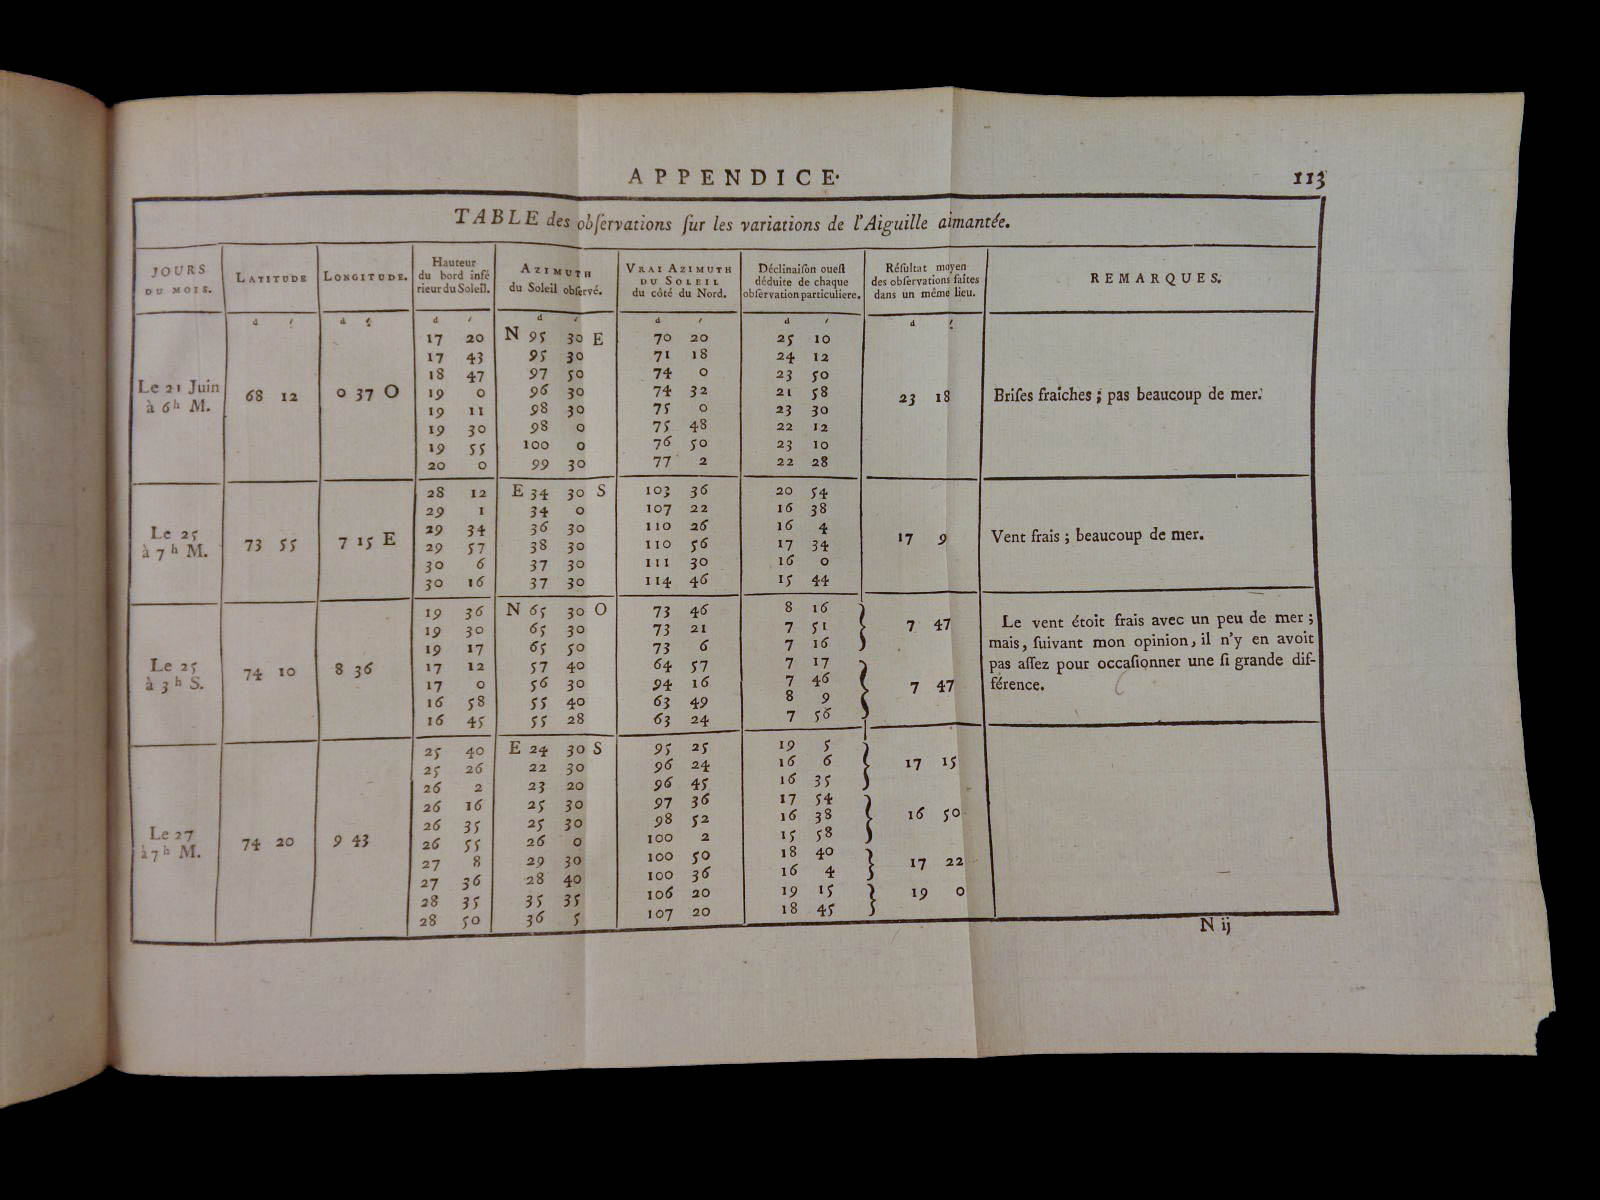 APPENDICE.
113
TABLE des obſervations ſur les variations de l'Aiguille aimantée.
JOURS DU MOIS. | LATITUDE | LONGITUDE. | Hauteur du bord infé rieur du Soleil. | AZIMUTH du Soleil obſervé. | VRAI AZIMUTH DU SOLEIL du côté du Nord. | Déclinaiſon oueſt déduite de chaque obſervation particuliere. | Réſultat moyen des obſervations faites dans un même lieu. | REMARQUES.
d ′ | d ′ | d ′ | d ′ | d ′ | d ′ | d ′
Le 21 Juin à 6h M. | 68 12 | 0 37 O | 17 20 | N 95 30 E | 70 20 | 25 10 | 23 18 | Briſes fraiches ; pas beaucoup de mer.
17 43 | 95 30 | 71 18 | 24 12
18 47 | 97 50 | 74 0 | 23 50
19 0 | 96 30 | 74 32 | 21 58
19 11 | 98 30 | 75 0 | 23 30
19 30 | 98 0 | 75 48 | 22 12
19 55 | 100 0 | 76 50 | 23 10
20 0 | 99 30 | 77 2 | 22 28
Le 25 à 7h M. | 73 55 | 7 15 E | 28 12 | E 34 30 S | 103 36 | 20 54 | 17 9 | Vent frais ; beaucoup de mer.
29 1 | 34 0 | 107 22 | 16 38
29 34 | 36 30 | 110 26 | 16 4
29 57 | 38 30 | 110 56 | 17 34
30 6 | 37 30 | 111 30 | 16 0
30 16 | 37 30 | 114 46 | 15 44
Le 25 à 3h S. | 74 10 | 8 36 | 19 36 | N 65 30 O | 73 46 | 8 16 | 7 47 | Le vent étoit frais avec un peu de mer ;
19 30 | 65 30 | 73 21 | 7 51 | mais, ſuivant mon opinion, il n'y en avoit
19 17 | 65 50 | 73 6 | 7 16 | pas aſſez pour occaſionner une ſi grande dif-
17 12 | 57 40 | 64 57 | 7 17 | 7 47 | férence.
17 0 | 56 30 | 94 16 | 7 46
16 58 | 55 40 | 63 49 | 8 9
16 45 | 55 28 | 63 24 | 7 56
Le 27 à 7h M. | 74 20 | 9 43 | 25 40 | E 24 30 S | 95 25 | 19 5 | 17 15
25 26 | 22 30 | 96 24 | 16 6
26 2 | 23 20 | 96 45 | 16 35
26 16 | 25 30 | 97 36 | 17 54 | 16 50
26 35 | 25 30 | 98 52 | 16 38
26 55 | 26 0 | 100 2 | 15 58
27 8 | 29 30 | 100 50 | 18 40 | 17 22
27 36 | 28 40 | 100 36 | 16 4
28 35 | 35 35 | 106 20 | 19 15 | 19 0
28 50 | 36 5 | 107 20 | 18 45
N ij